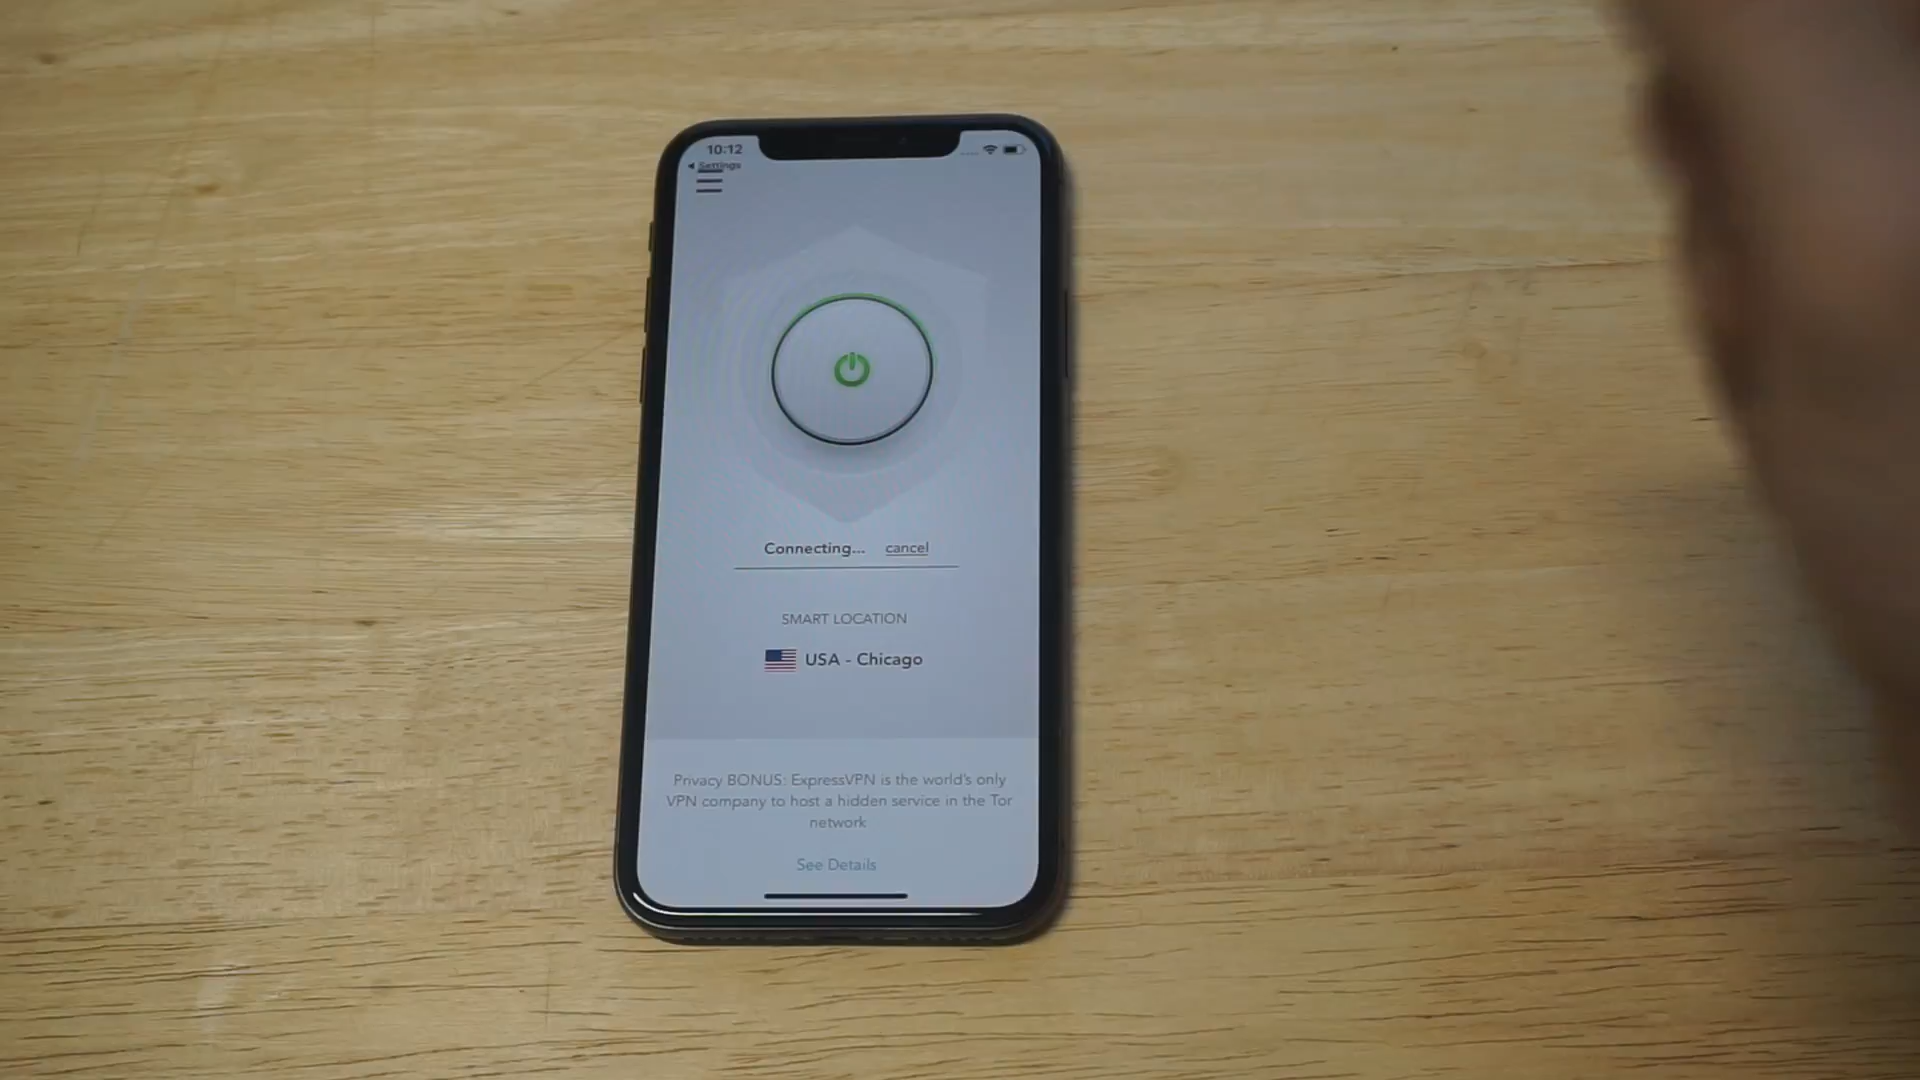 10:12
Settings
Connecting... cancel
SMART LOCATION
USA - Chicago
Privacy BONUS: ExpressVPN is the world's only
VPN company to host a hidden service in the Tor
network
See Details